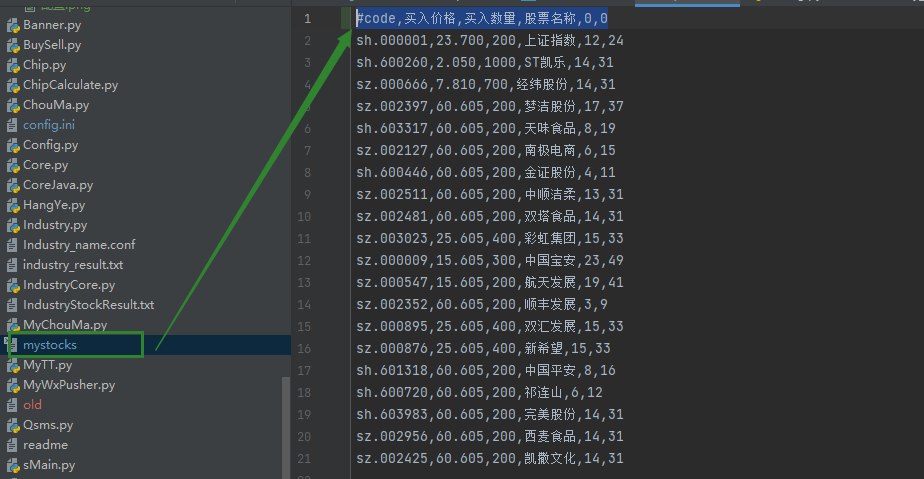 配置.png
Banner.py
BuySell.py
Chip.py
ChipCalculate.py
ChouMa.py
config.ini
Config.py
Core.py
CoreJava.py
HangYe.py
Industry.py
Industry_name.conf
industry_result.txt
IndustryCore.py
IndustryStockResult.txt
MyChouMa.py
mystocks
MyTT.py
MyWxPusher.py
old
Qsms.py
readme
sMain.py
1 #code,买入价格,买入数量,股票名称,0,0
2 sh.000001,23.700,200,上证指数,12,24
3 sh.600260,2.050,1000,ST凯乐,14,31
4 sz.000666,7.810,700,经纬股份,14,31
5 sz.002397,60.605,200,梦洁股份,17,37
6 sh.603317,60.605,200,天味食品,8,19
7 sz.002127,60.605,200,南极电商,6,15
8 sh.600446,60.605,200,金证股份,4,11
9 sz.002511,60.605,200,中顺洁柔,13,31
10 sz.002481,60.605,200,双塔食品,14,31
11 sz.003023,25.605,400,彩虹集团,15,33
12 sz.000009,15.605,300,中国宝安,23,49
13 sz.000547,15.605,200,航天发展,19,41
14 sz.002352,60.605,200,顺丰发展,3,9
15 sz.000895,25.605,400,双汇发展,15,33
16 sz.000876,25.605,400,新希望,15,33
17 sh.601318,60.605,200,中国平安,8,16
18 sh.600720,60.605,200,祁连山,6,12
19 sh.603983,60.605,200,完美股份,14,31
20 sz.002956,60.605,200,西麦食品,14,31
21 sz.002425,60.605,200,凯撒文化,14,31